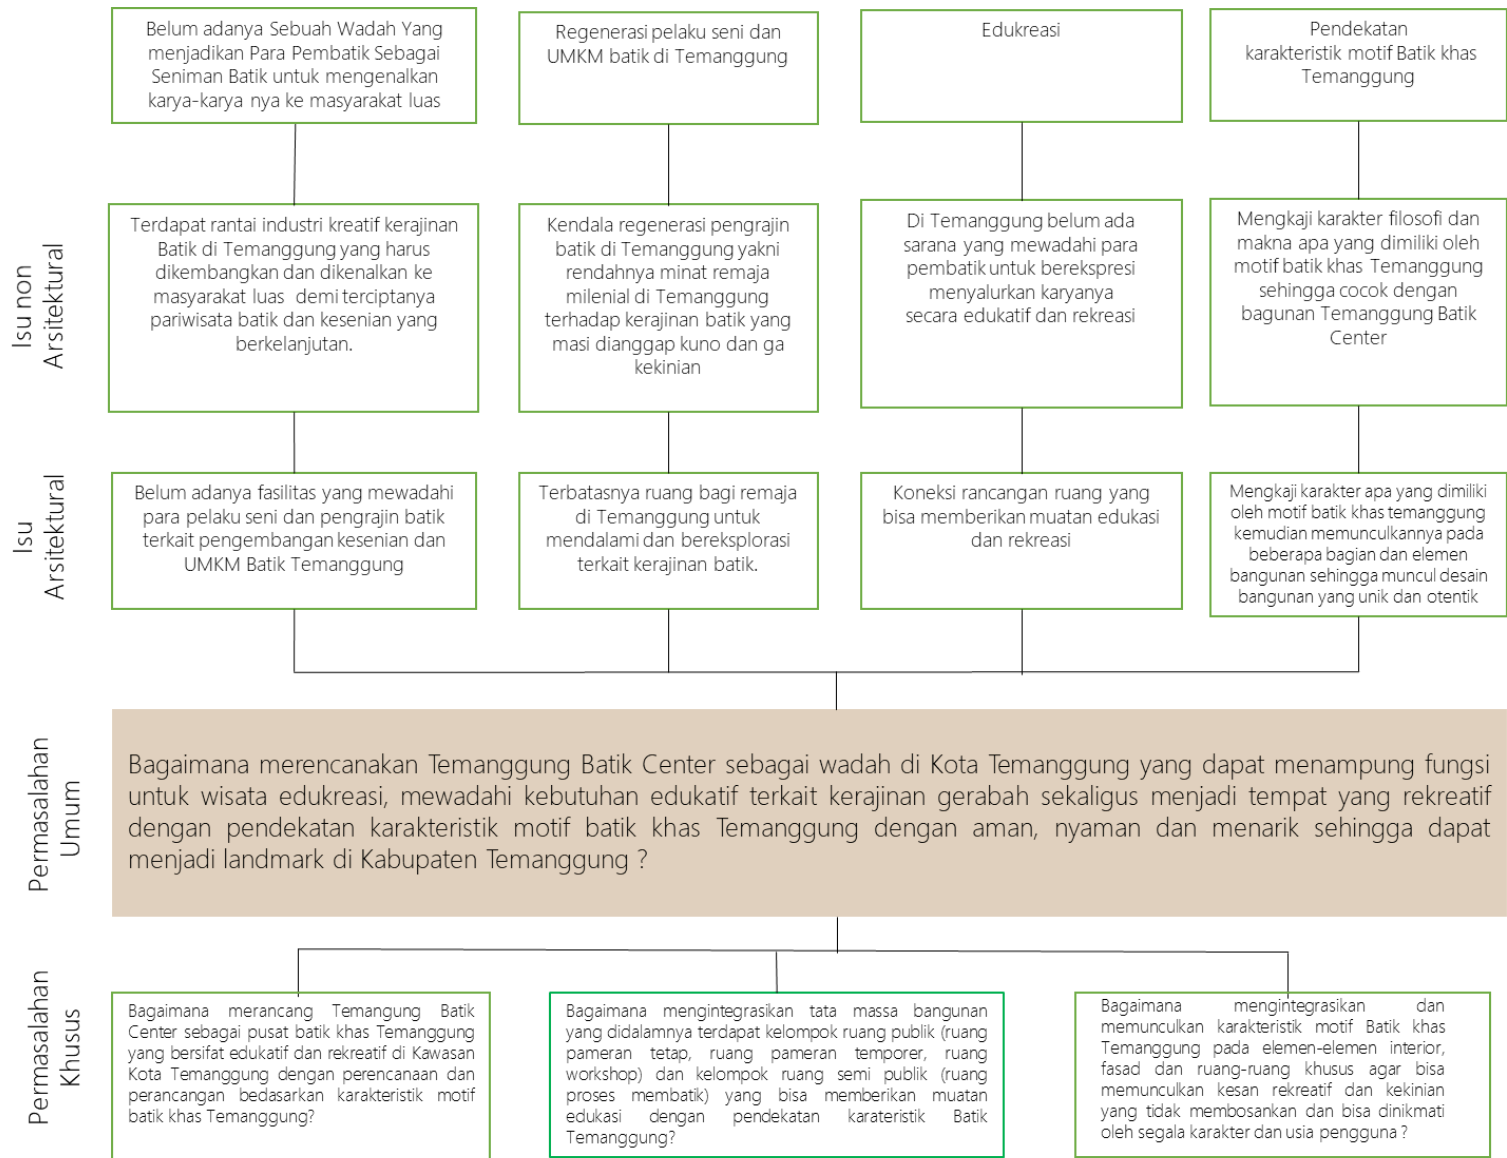 Belum adanya Sebuah Wadah Yang
menjadikan Para Pembatik Sebagai
Seniman Batik untuk mengenalkan
karya-karya nya ke masyarakat luas
Regenerasi pelaku seni dan
UMKM batik di Temanggung
Edukreasi
Pendekatan
karakteristik motif Batik khas
Temanggung
Isu non
Arsitektural
Terdapat rantai industri kreatif kerajinan
Batik di Temanggung yang harus
dikembangkan dan dikenalkan ke
masyarakat luas demi terciptanya
pariwisata batik dan kesenian yang
berkelanjutan.
Kendala regenerasi pengrajin
batik di Temanggung yakni
rendahnya minat remaja
milenial di Temanggung
terhadap kerajinan batik yang
masi dianggap kuno dan ga
kekinian
Di Temanggung belum ada
sarana yang mewadahi para
pembatik untuk berekspresi
menyalurkan karyanya
secara edukatif dan rekreasi
Mengkaji karakter filosofi dan
makna apa yang dimiliki oleh
motif batik khas Temanggung
sehingga cocok dengan
bagunan Temanggung Batik
Center
Isu
Arsitektural
Belum adanya fasilitas yang mewadahi
para pelaku seni dan pengrajin batik
terkait pengembangan kesenian dan
UMKM Batik Temanggung
Terbatasnya ruang bagi remaja
di Temanggung untuk
mendalami dan bereksplorasi
terkait kerajinan batik.
Koneksi rancangan ruang yang
bisa memberikan muatan edukasi
dan rekreasi
Mengkaji karakter apa yang dimiliki
oleh motif batik khas temanggung
kemudian memunculkannya pada
beberapa bagian dan elemen
bangunan sehingga muncul desain
bangunan yang unik dan otentik
Permasalahan
Umum
Bagaimana merencanakan Temanggung Batik Center sebagai wadah di Kota Temanggung yang dapat menampung fungsi
untuk wisata edukreasi, mewadahi kebutuhan edukatif terkait kerajinan gerabah sekaligus menjadi tempat yang rekreatif
dengan pendekatan karakteristik motif batik khas Temanggung dengan aman, nyaman dan menarik sehingga dapat
menjadi landmark di Kabupaten Temanggung ?
Permasalahan
Khusus
Bagaimana merancang Temangung Batik
Center sebagai pusat batik khas Temanggung
yang bersifat edukatif dan rekreatif di Kawasan
Kota Temanggung dengan perencanaan dan
perancangan bedasarkan karakteristik motif
batik khas Temanggung?
Bagaimana mengintegrasikan tata massa bangunan
yang didalamnya terdapat kelompok ruang publik (ruang
pameran tetap, ruang pameran temporer, ruang
workshop) dan kelompok ruang semi publik (ruang
proses membatik) yang bisa memberikan muatan
edukasi dengan pendekatan karateristik Batik
Temanggung?
Bagaimana mengintegrasikan dan
memunculkan karakteristik motif Batik khas
Temanggung pada elemen-elemen interior,
fasad dan ruang-ruang khusus agar bisa
memunculkan kesan rekreatif dan kekinian
yang tidak membosankan dan bisa dinikmati
oleh segala karakter dan usia pengguna ?